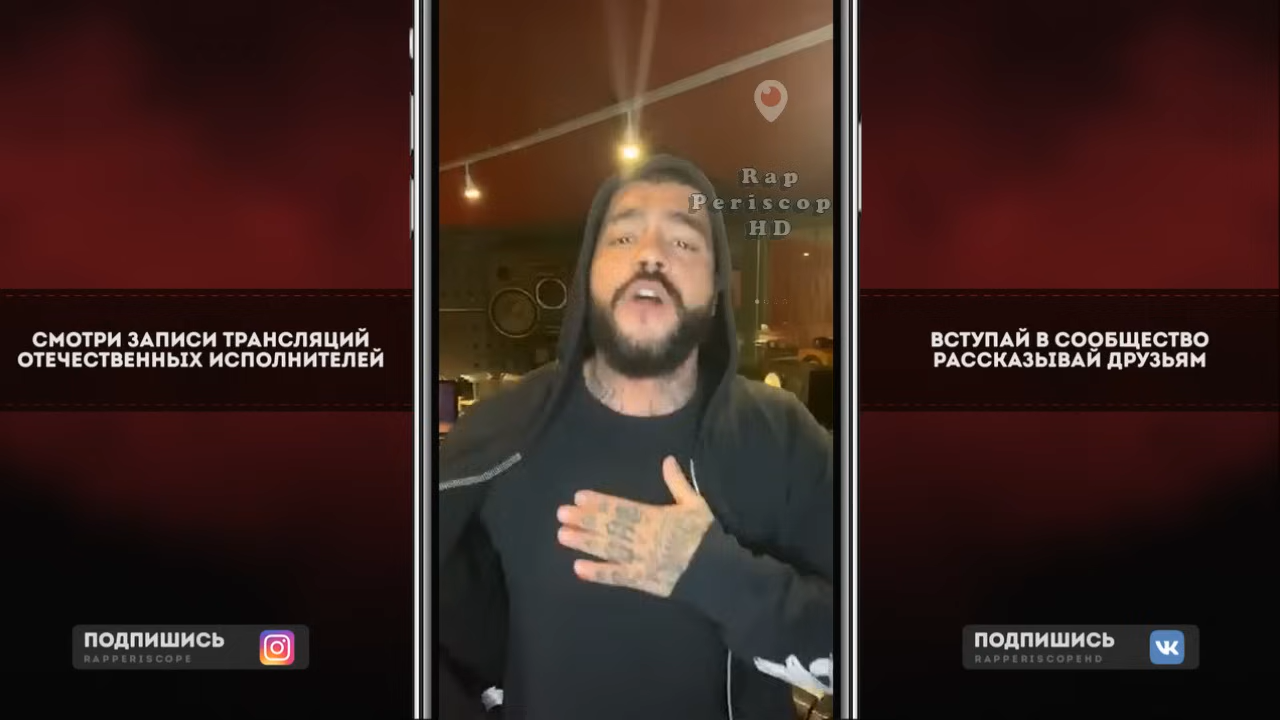 Rap
Periscop
HD
СМОТРИ ЗАПИСИ ТРАНСЛЯЦИЙ
ОТЕЧЕСТВЕННЫХ ИСПОЛНИТЕЛЕЙ
ВСТУПАЙ В СООБЩЕСТВО
РАССКАЗЫВАЙ ДРУЗЬЯМ
ПОДПИШИСЬ
RAPPERISCOPE
ПОДПИШИСЬ
RAPPERISCOPEHD